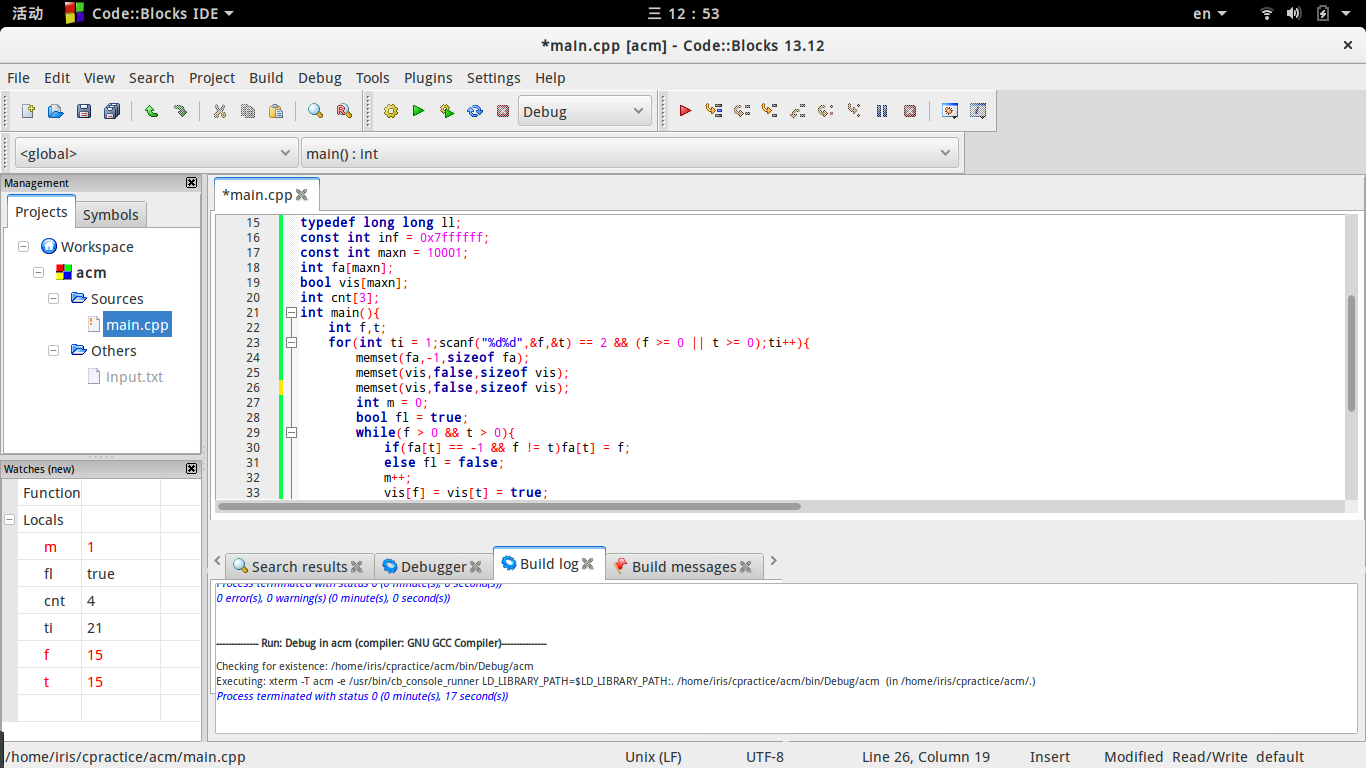 活动 Code::Blocks IDE 三 12 : 53 en
*main.cpp [acm] - Code::Blocks 13.12
File Edit View Search Project Build Debug Tools Plugins Settings Help
Debug
<global> main() : int
Management
Projects Symbols
Workspace
acm
Sources
main.cpp
Others
input.txt
*main.cpp
15 typedef long long ll;
16 const int inf = 0x7ffffff;
17 const int maxn = 10001;
18 int fa[maxn];
19 bool vis[maxn];
20 int cnt[3];
21 int main(){
22 int f,t;
23 for(int ti = 1;scanf("%d%d",&f,&t) == 2 && (f >= 0 || t >= 0);ti++){
24 memset(fa,-1,sizeof fa);
25 memset(vis,false,sizeof vis);
26 memset(vis,false,sizeof vis);
27 int m = 0;
28 bool fl = true;
29 while(f > 0 && t > 0){
30 if(fa[t] == -1 && f != t)fa[t] = f;
31 else fl = false;
32 m++;
33 vis[f] = vis[t] = true;
Watches (new)
Function
Locals
m 1
fl true
cnt 4
ti 21
f 15
t 15
Search results Debugger Build log Build messages
Process terminated with status 0 (0 minute(s), 0 second(s))
0 error(s), 0 warning(s) (0 minute(s), 0 second(s))
-------------- Run: Debug in acm (compiler: GNU GCC Compiler)---------------
Checking for existence: /home/iris/cpractice/acm/bin/Debug/acm
Executing: xterm -T acm -e /usr/bin/cb_console_runner LD_LIBRARY_PATH=$LD_LIBRARY_PATH:. /home/iris/cpractice/acm/bin/Debug/acm (in /home/iris/cpractice/acm/.)
Process terminated with status 0 (0 minute(s), 17 second(s))
/home/iris/cpractice/acm/main.cpp Unix (LF) UTF-8 Line 26, Column 19 Insert Modified Read/Write default